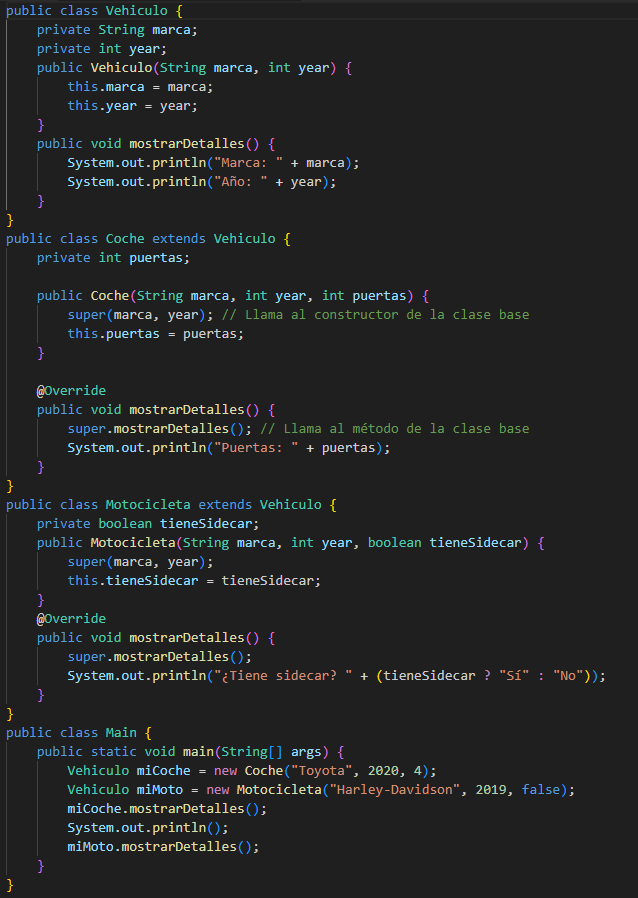 public class Vehiculo {
    private String marca;
    private int year;
    public Vehiculo(String marca, int year) {
        this.marca = marca;
        this.year = year;
    }
    public void mostrarDetalles() {
        System.out.println("Marca: " + marca);
        System.out.println("Año: " + year);
    }
}
public class Coche extends Vehiculo {
    private int puertas;

    public Coche(String marca, int year, int puertas) {
        super(marca, year); // Llama al constructor de la clase base
        this.puertas = puertas;
    }

    @Override
    public void mostrarDetalles() {
        super.mostrarDetalles(); // Llama al método de la clase base
        System.out.println("Puertas: " + puertas);
    }
}
public class Motocicleta extends Vehiculo {
    private boolean tieneSidecar;
    public Motocicleta(String marca, int year, boolean tieneSidecar) {
        super(marca, year);
        this.tieneSidecar = tieneSidecar;
    }
    @Override
    public void mostrarDetalles() {
        super.mostrarDetalles();
        System.out.println("¿Tiene sidecar? " + (tieneSidecar ? "Sí" : "No"));
    }
}
public class Main {
    public static void main(String[] args) {
        Vehiculo miCoche = new Coche("Toyota", 2020, 4);
        Vehiculo miMoto = new Motocicleta("Harley-Davidson", 2019, false);
        miCoche.mostrarDetalles();
        System.out.println();
        miMoto.mostrarDetalles();
    }
}